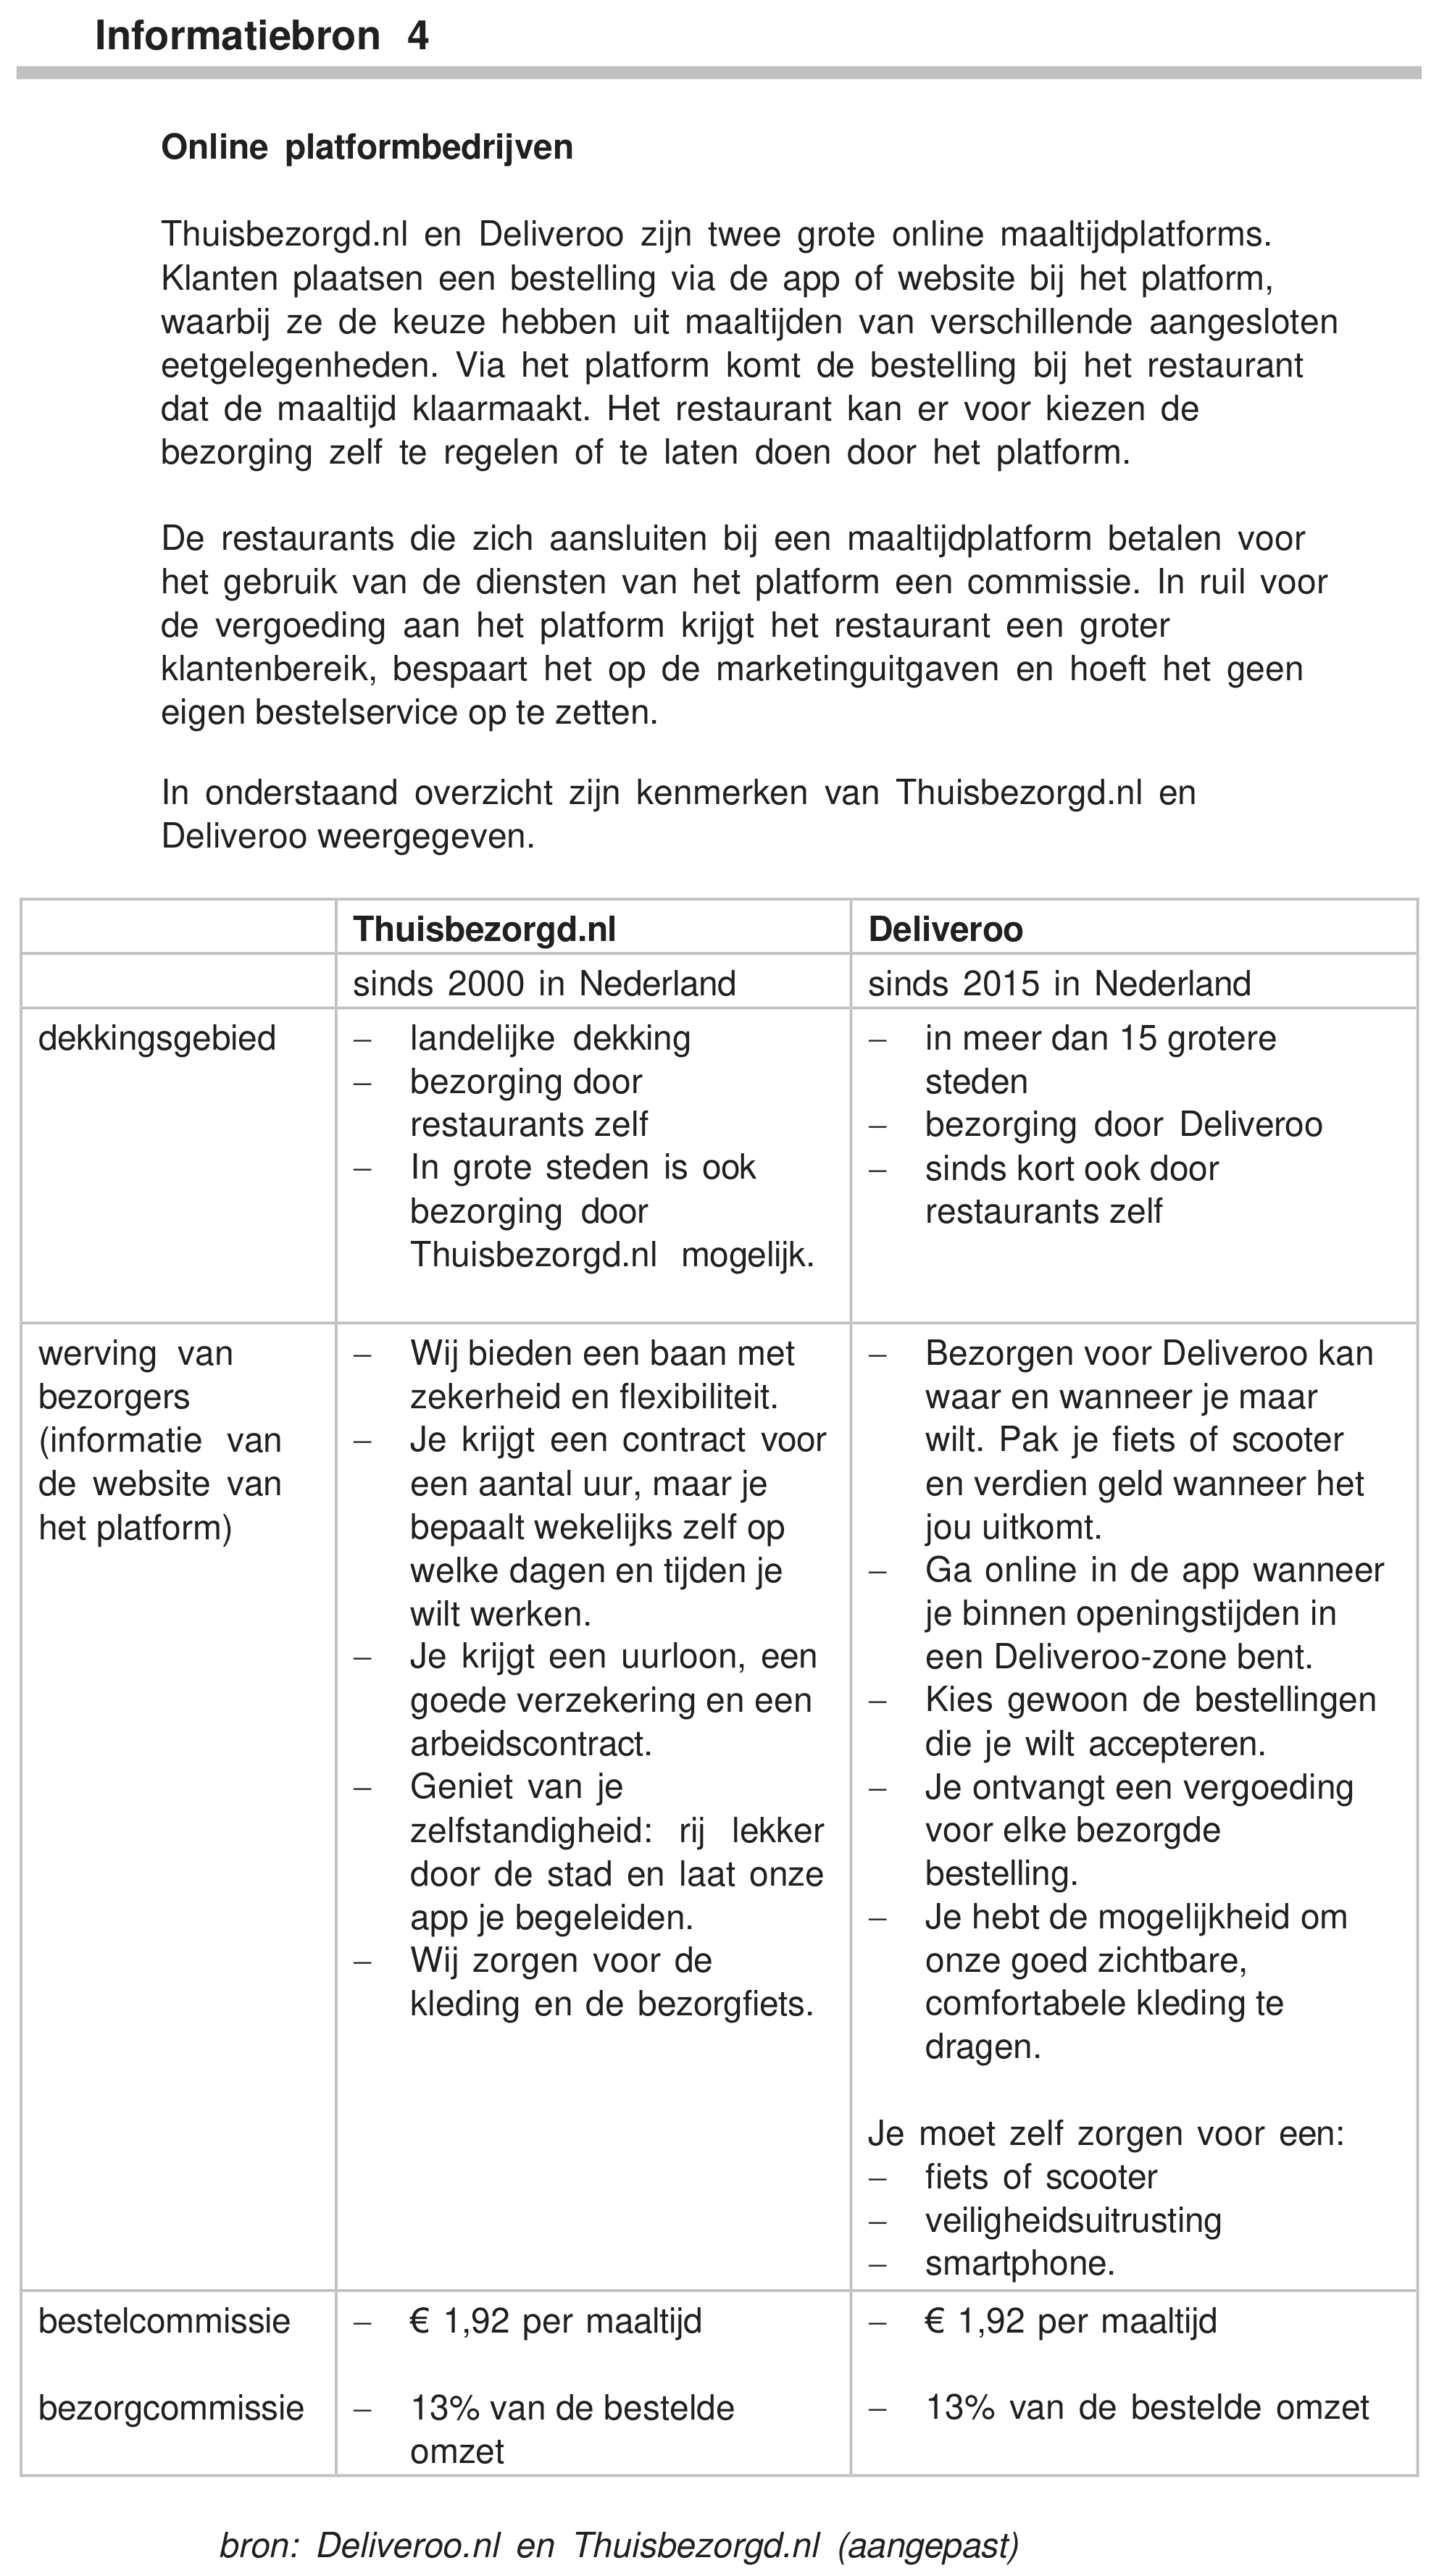 Informatiebron 4
Online platformbedrijven
Thuisbezorgd.nl en Deliveroo zijn twee grote online maaltijdplatforms.
Klanten plaatsen een bestelling via de app of website bij het platform,
waarbij ze de keuze hebben uit maaltijden van verschillende aangesloten
eetgelegenheden. Via het platform komt de bestelling bij het restaurant
dat de maaltijd klaarmaakt. Het restaurant kan er voor kiezen de
bezorging zelf te regelen of te laten doen door het platform.
De restaurants die zich aansluiten bij een maaltijdplatform betalen voor
het gebruik van de diensten van het platform een commissie. In ruil voor
de vergoeding aan het platform krijgt het restaurant een groter
klantenbereik, bespaart het op de marketinguitgaven en hoeft het geen
eigen bestelservice op te zetten.
In onderstaand overzicht zijn kenmerken van Thuisbezorgd.nl en
Deliveroo weergegeven.
Thuisbezorgd.nl
Deliveroo
sinds 2000 in Nederland
sinds 2015 in Nederland
dekkingsgebied
– landelijke dekking
– bezorging door
restaurants zelf
– In grote steden is ook
bezorging door
Thuisbezorgd.nl mogelijk.
– in meer dan 15 grotere
steden
– bezorging door Deliveroo
– sinds kort ook door
restaurants zelf
werving van
bezorgers
(informatie van
de website van
het platform)
– Wij bieden een baan met
zekerheid en flexibiliteit.
– Je krijgt een contract voor
een aantal uur, maar je
bepaalt wekelijks zelf op
welke dagen en tijden je
wilt werken.
– Je krijgt een uurloon, een
goede verzekering en een
arbeidscontract.
– Geniet van je
zelfstandigheid: rij lekker
door de stad en laat onze
app je begeleiden.
– Wij zorgen voor de
kleding en de bezorgfiets.
– Bezorgen voor Deliveroo kan
waar en wanneer je maar
wilt. Pak je fiets of scooter
en verdien geld wanneer het
jou uitkomt.
– Ga online in de app wanneer
je binnen openingstijden in
een Deliveroo-zone bent.
– Kies gewoon de bestellingen
die je wilt accepteren.
– Je ontvangt een vergoeding
voor elke bezorgde
bestelling.
– Je hebt de mogelijkheid om
onze goed zichtbare,
comfortabele kleding te
dragen.
Je moet zelf zorgen voor een:
– fiets of scooter
– veiligheidsuitrusting
– smartphone.
bestelcommissie
– € 1,92 per maaltijd
– € 1,92 per maaltijd
bezorgcommissie
– 13% van de bestelde
omzet
– 13% van de bestelde omzet
bron: Deliveroo.nl en Thuisbezorgd.nl (aangepast)